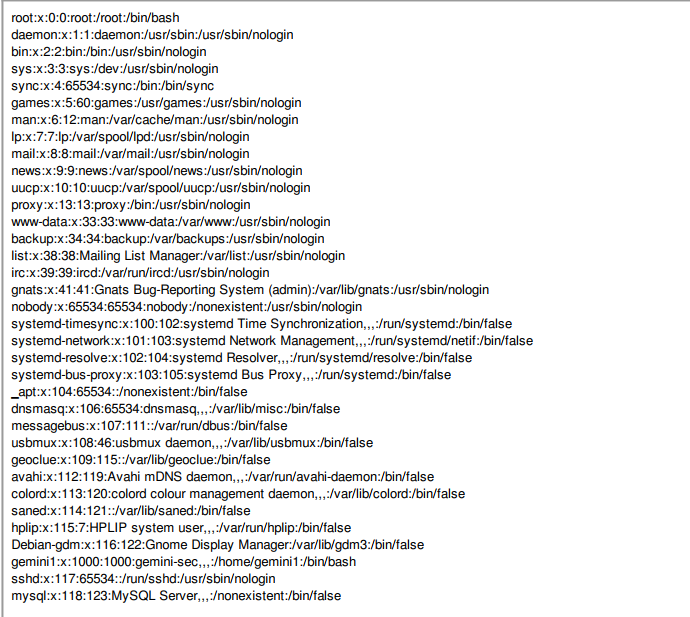 root:x:0:0:root:/root:/bin/bash
daemon:x:1:1:daemon:/usr/sbin:/usr/sbin/nologin
bin:x:2:2:bin:/bin:/usr/sbin/nologin
sys:x:3:3:sys:/dev:/usr/sbin/nologin
sync:x:4:65534:sync:/bin:/bin/sync
games:x:5:60:games:/usr/games:/usr/sbin/nologin
man:x:6:12:man:/var/cache/man:/usr/sbin/nologin
lp:x:7:7:lp:/var/spool/lpd:/usr/sbin/nologin
mail:x:8:8:mail:/var/mail:/usr/sbin/nologin
news:x:9:9:news:/var/spool/news:/usr/sbin/nologin
uucp:x:10:10:uucp:/var/spool/uucp:/usr/sbin/nologin
proxy:x:13:13:proxy:/bin:/usr/sbin/nologin
www-data:x:33:33:www-data:/var/www:/usr/sbin/nologin
backup:x:34:34:backup:/var/backups:/usr/sbin/nologin
list:x:38:38:Mailing List Manager:/var/list:/usr/sbin/nologin
irc:x:39:39:ircd:/var/run/ircd:/usr/sbin/nologin
gnats:x:41:41:Gnats Bug-Reporting System (admin):/var/lib/gnats:/usr/sbin/nologin
nobody:x:65534:65534:nobody:/nonexistent:/usr/sbin/nologin
systemd-timesync:x:100:102:systemd Time Synchronization,,,:/run/systemd:/bin/false
systemd-network:x:101:103:systemd Network Management,,,:/run/systemd/netif:/bin/false
systemd-resolve:x:102:104:systemd Resolver,,,:/run/systemd/resolve:/bin/false
systemd-bus-proxy:x:103:105:systemd Bus Proxy,,,:/run/systemd:/bin/false
_apt:x:104:65534::/nonexistent:/bin/false
dnsmasq:x:106:65534:dnsmasq,,,:/var/lib/misc:/bin/false
messagebus:x:107:111::/var/run/dbus:/bin/false
usbmux:x:108:46:usbmux daemon,,,:/var/lib/usbmux:/bin/false
geoclue:x:109:115::/var/lib/geoclue:/bin/false
avahi:x:112:119:Avahi mDNS daemon,,,:/var/run/avahi-daemon:/bin/false
colord:x:113:120:colord colour management daemon,,,:/var/lib/colord:/bin/false
saned:x:114:121::/var/lib/saned:/bin/false
hplip:x:115:7:HPLIP system user,,,:/var/run/hplip:/bin/false
Debian-gdm:x:116:122:Gnome Display Manager:/var/lib/gdm3:/bin/false
gemini1:x:1000:1000:gemini-sec,,,:/home/gemini1:/bin/bash
sshd:x:117:65534::/run/sshd:/usr/sbin/nologin
mysql:x:118:123:MySQL Server,,,:/nonexistent:/bin/false